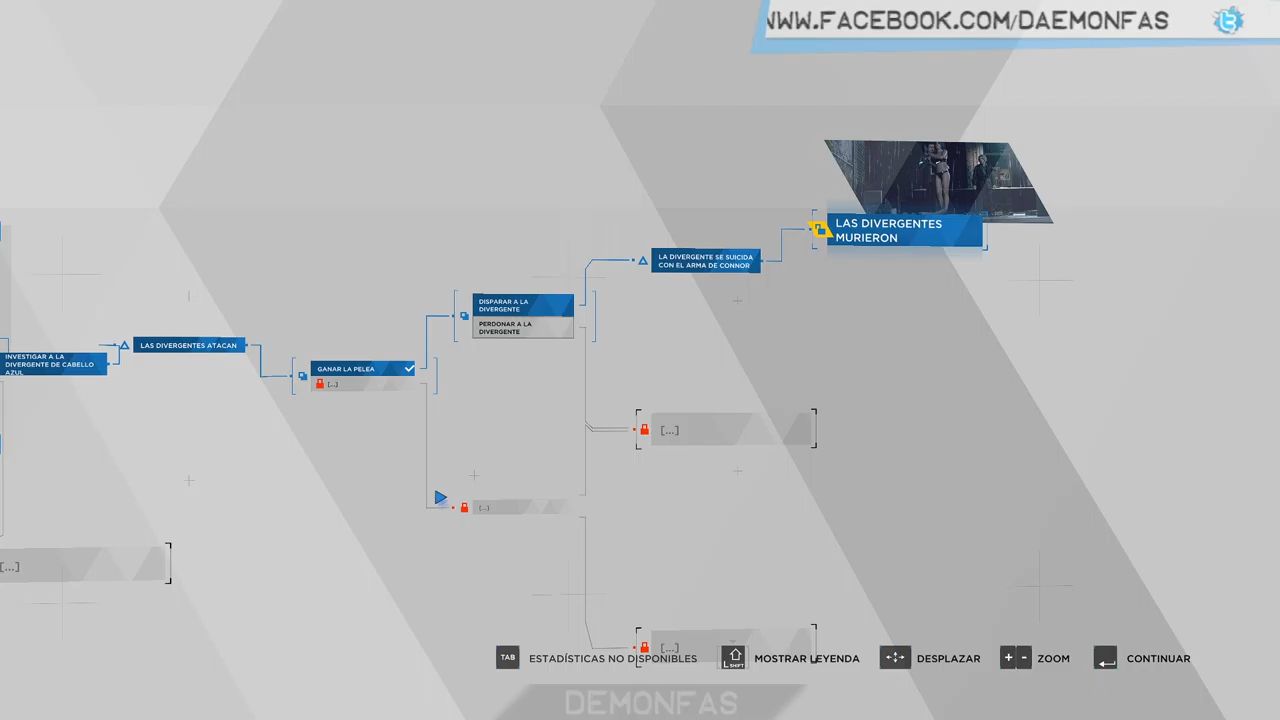 WWW.FACEBOOK.COM/DAEMONFAS
LAS DIVERGENTES
MURIERON
LA DIVERGENTE SE SUICIDA
CON EL ARMA DE CONNOR
DISPARAR A LA
DIVERGENTE
PERDONAR A LA
DIVERGENTE
LAS DIVERGENTES ATACAN
INVESTIGAR A LA
DIVERGENTE DE CABELLO
AZUL
GANAR LA PELEA
[...]
[...]
[...]
[...]
[...]
TAB ESTADÍSTICAS NO DISPONIBLES L SHIFT MOSTRAR LEYENDA DESPLAZAR + - ZOOM CONTINUAR
DEMONFAS